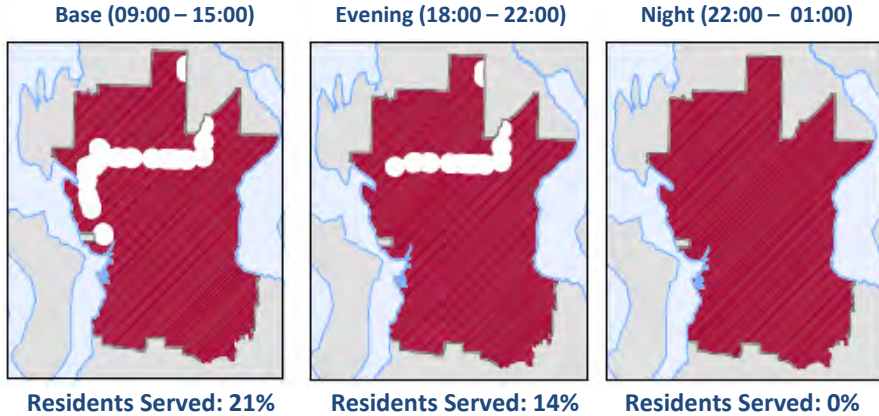 Base (09:00 – 15:00)
Evening (18:00 – 22:00)
Night (22:00 – 01:00)
Residents Served: 21%
Residents Served: 14%
Residents Served: 0%